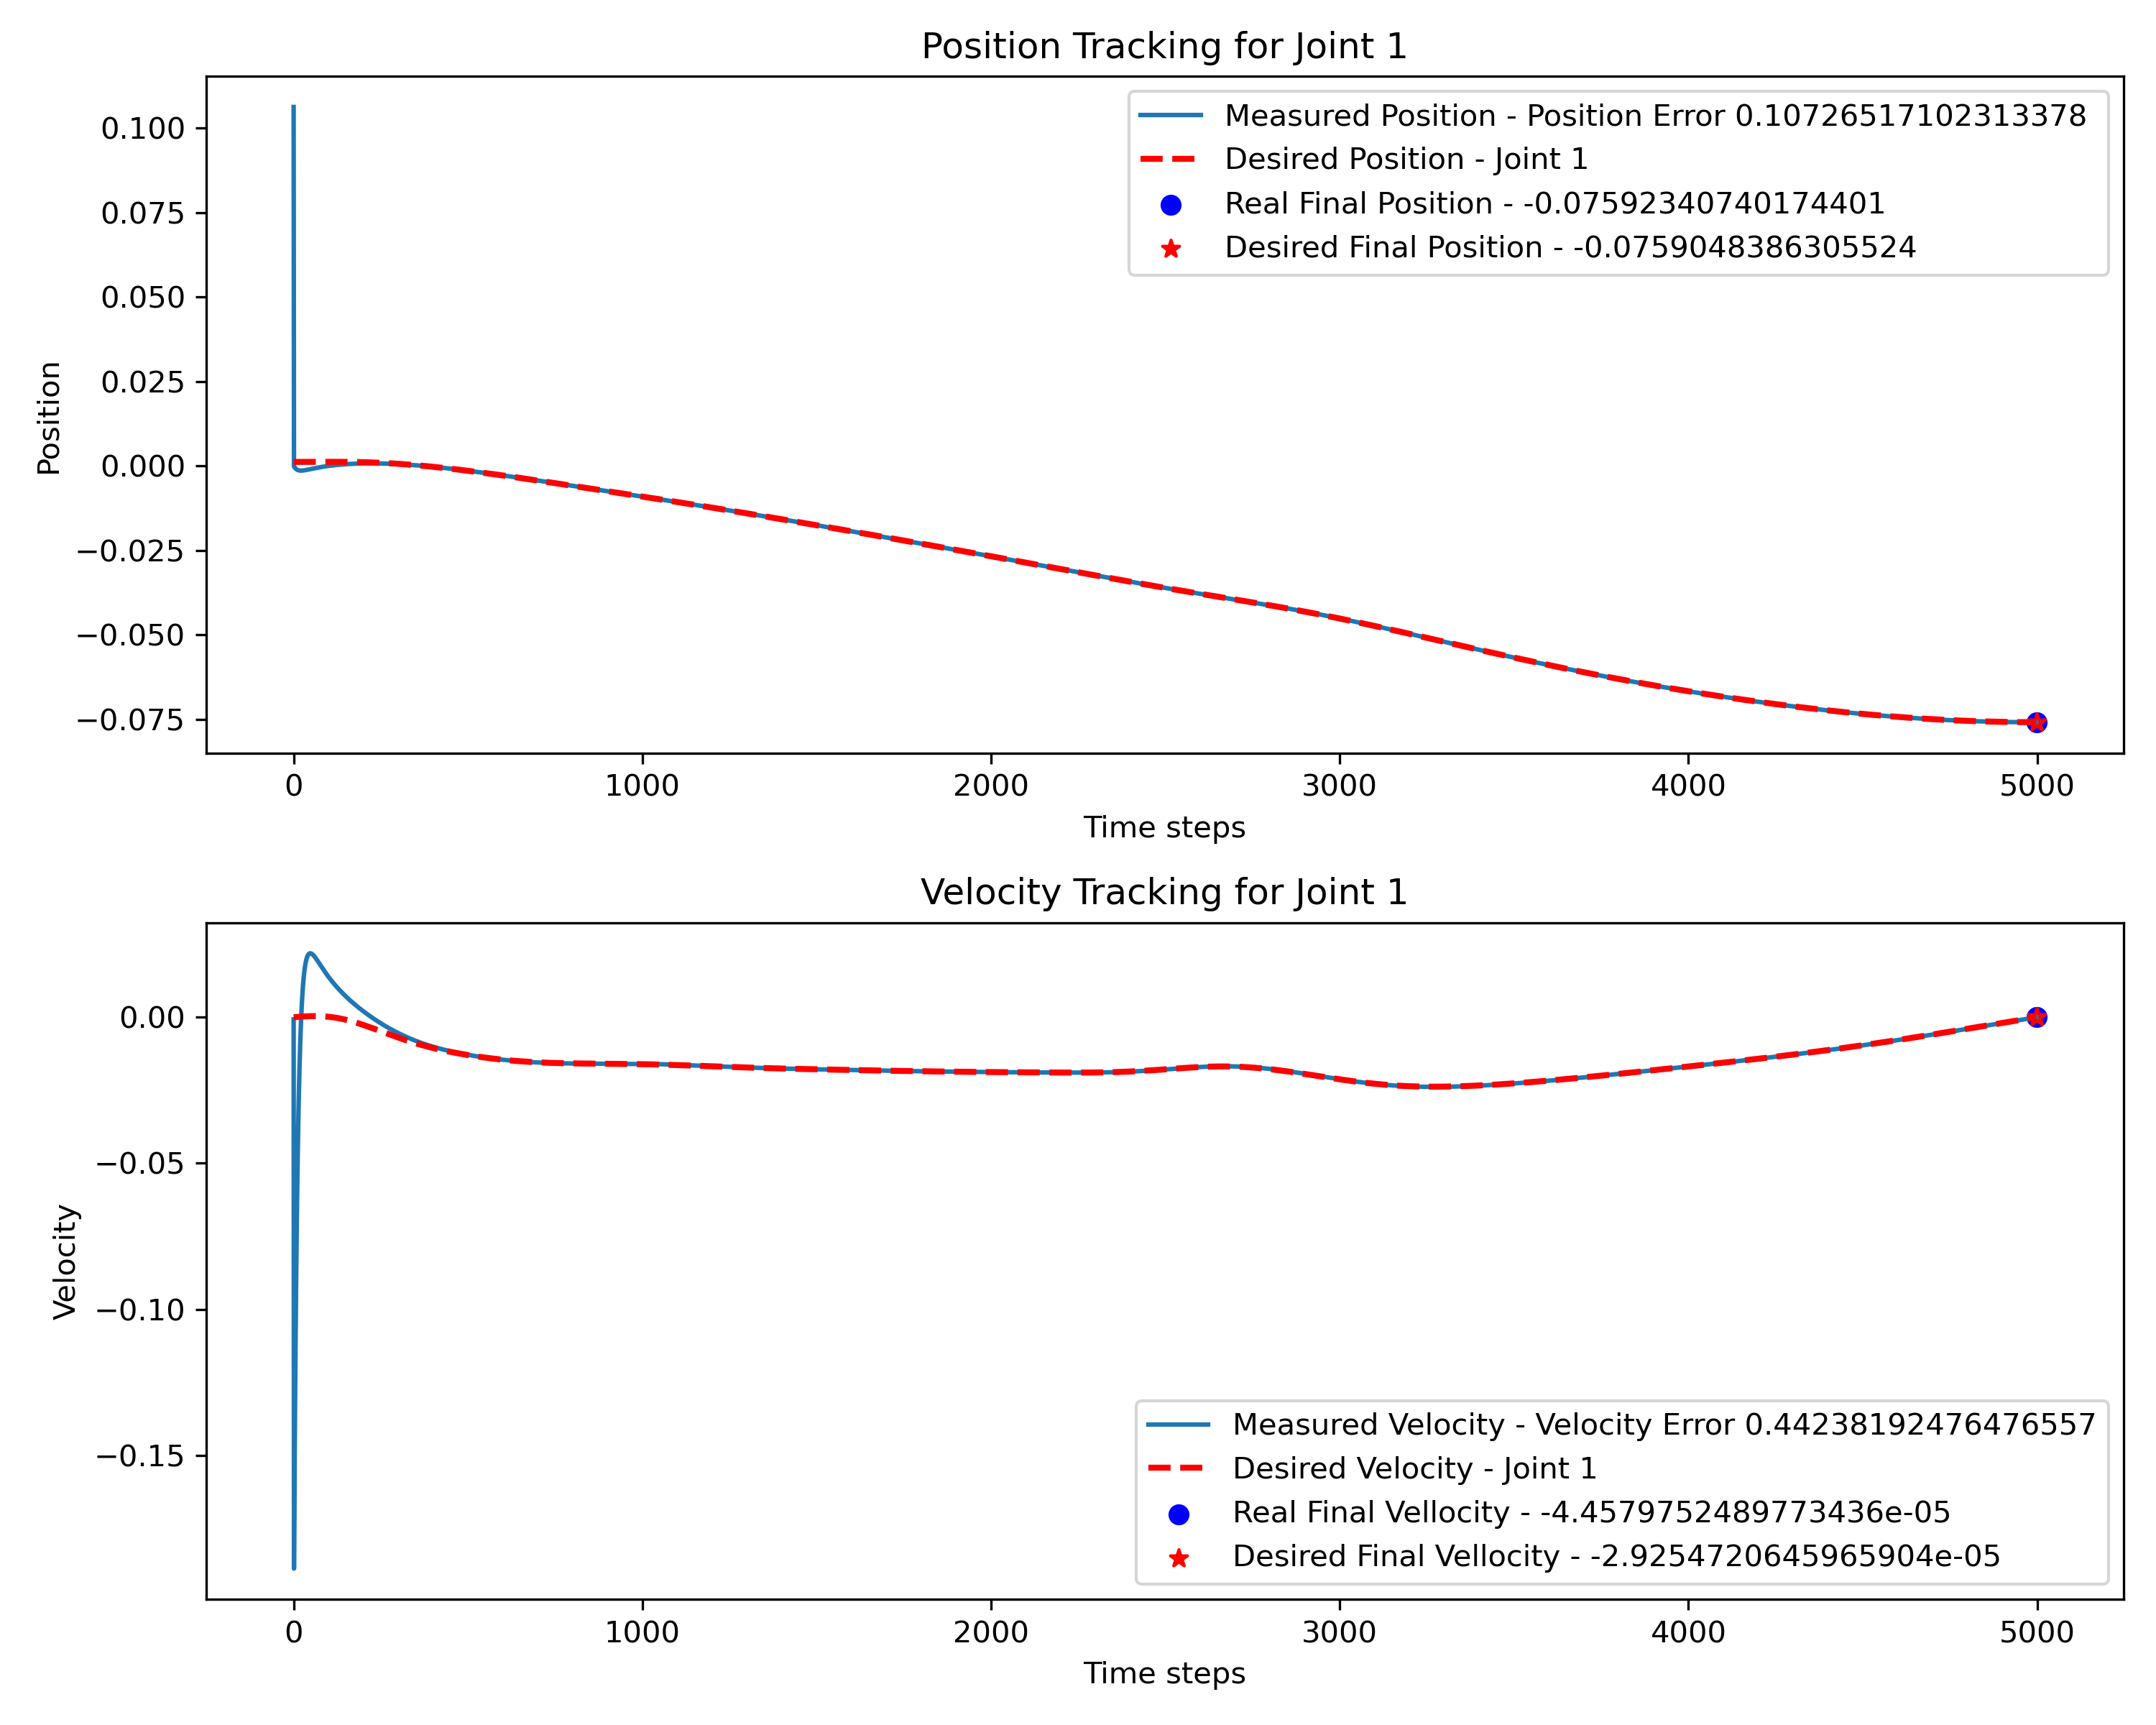 Position Tracking for Joint 1
Measured Position - Position Error 0.10726517102313378
Desired Position - Joint 1
Real Final Position - -0.07592340740174401
Desired Final Position - -0.0759048386305524
Position
0.100
0.075
0.050
0.025
0.000
−0.025
−0.050
−0.075
0 1000 2000 3000 4000 5000
Time steps
Velocity Tracking for Joint 1
Velocity
0.00
−0.05
−0.10
−0.15
Measured Velocity - Velocity Error 0.44238192476476557
Desired Velocity - Joint 1
Real Final Vellocity - -4.4579752489773436e-05
Desired Final Vellocity - -2.9254720645965904e-05
0 1000 2000 3000 4000 5000
Time steps